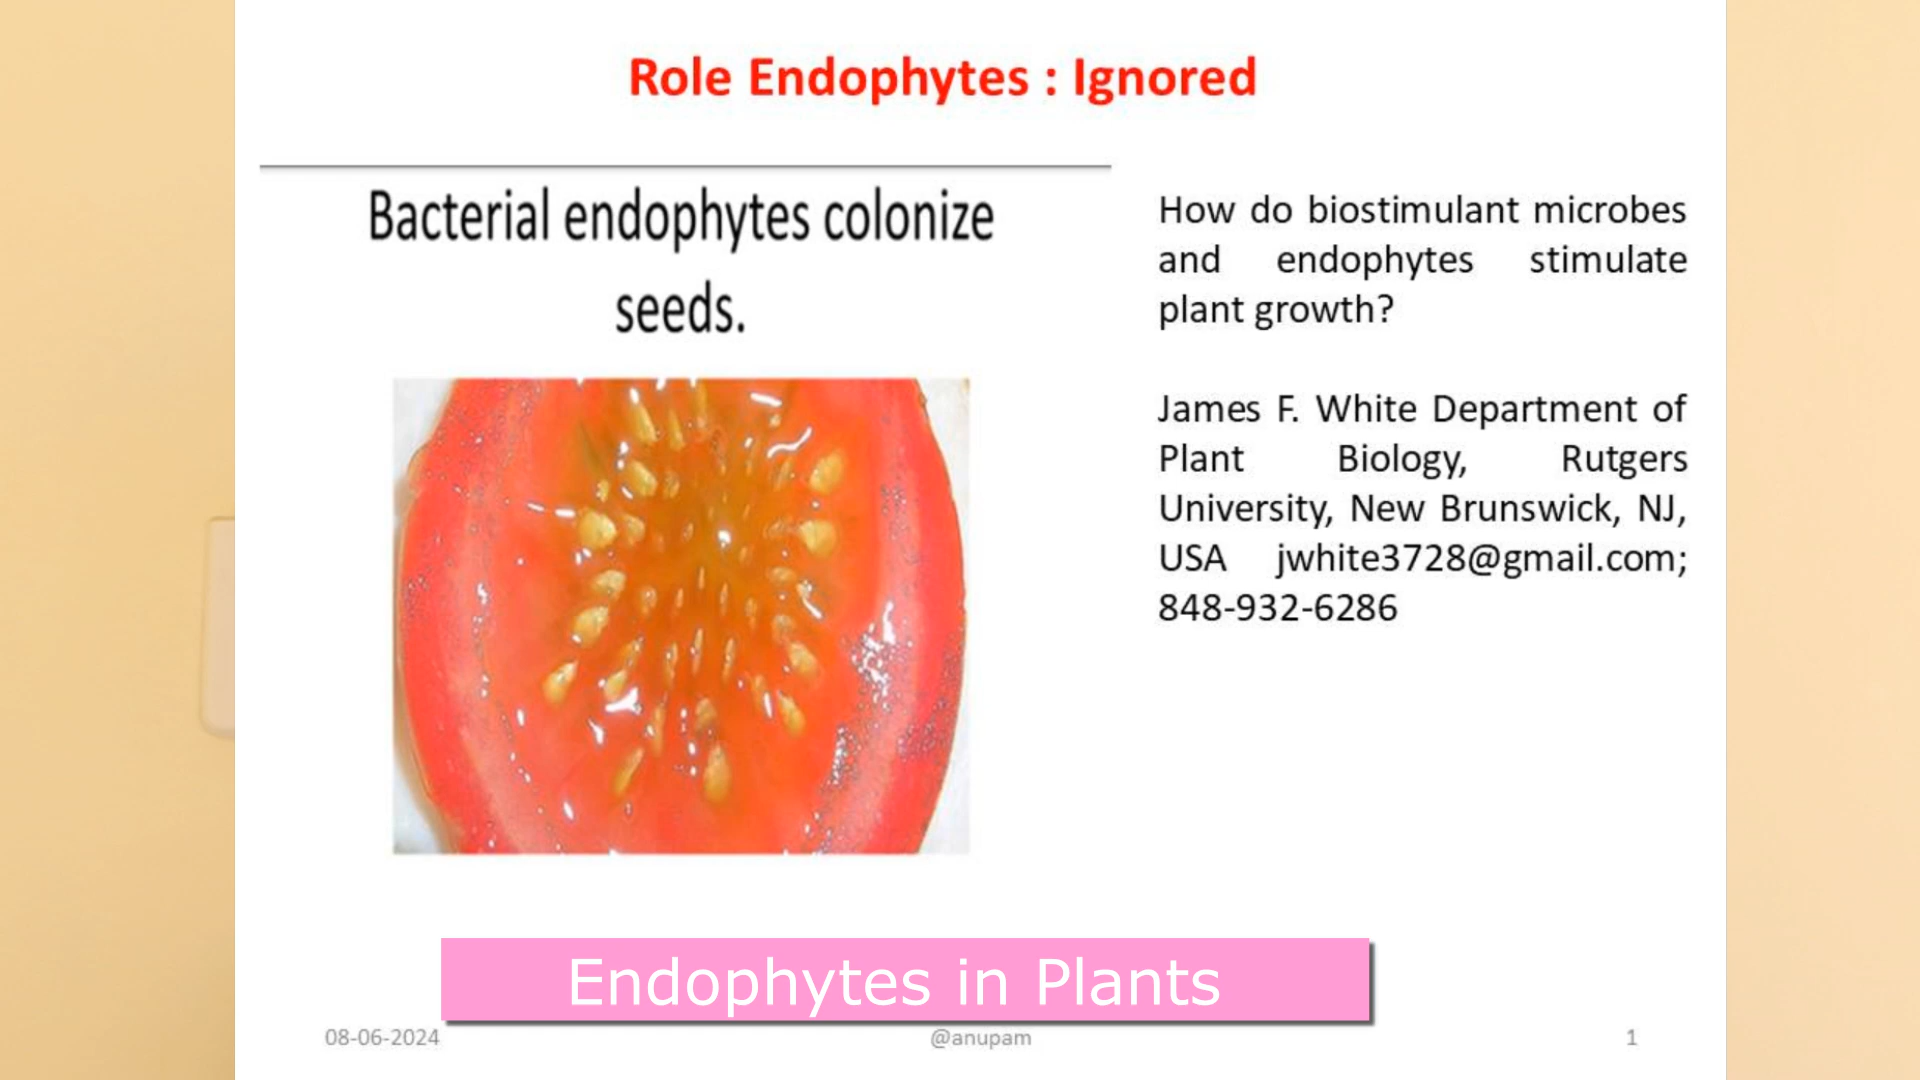 Role Endophytes : Ignored
Bacterial endophytes colonize
seeds.
How do biostimulant microbes
and endophytes stimulate
plant growth?
James F. White Department of
Plant Biology, Rutgers
University, New Brunswick, NJ,
USA jwhite3728@gmail.com;
848-932-6286
Endophytes in Plants
08-06-2024
@anupam
1